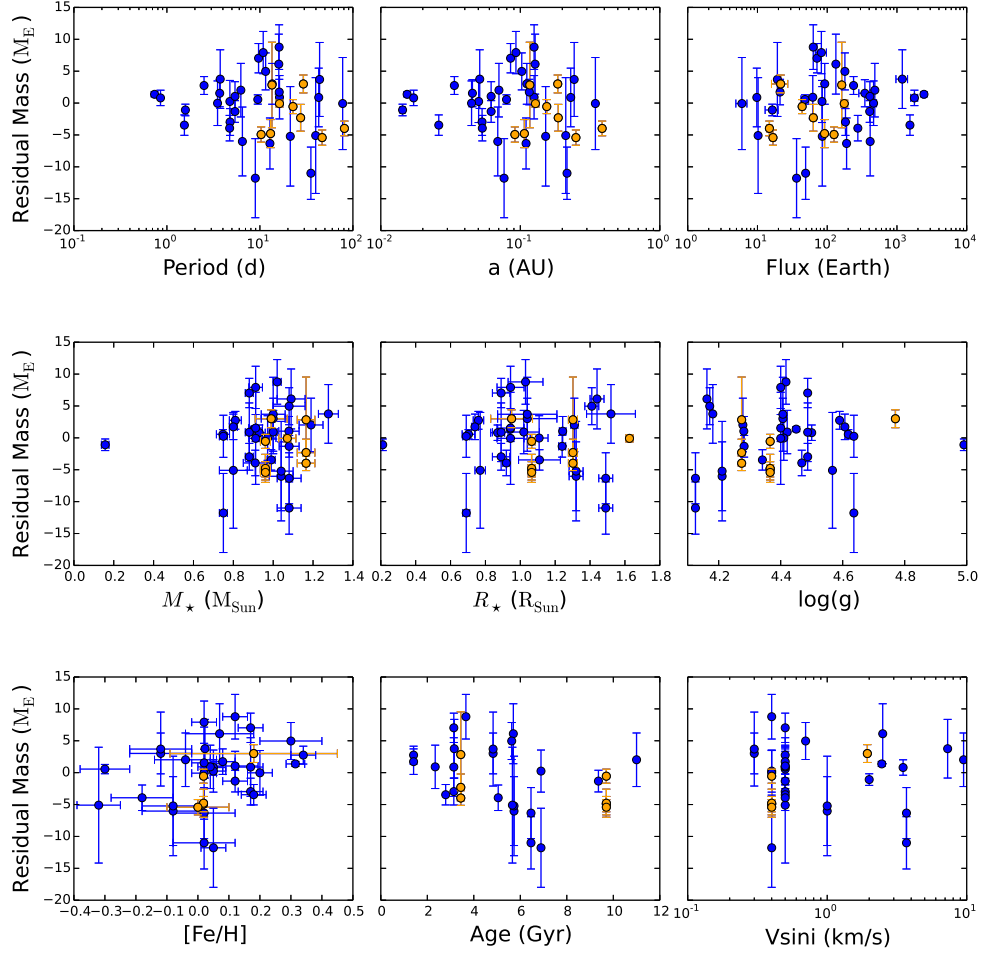 15
10
5
0
−5
−10
−15
−20
Residual Mass (M_E)
10^-1 10^0 10^1 10^2
Period (d)
10^-2 10^-1 10^0
a (AU)
10^1 10^2 10^3 10^4
Flux (Earth)
15
10
5
0
−5
−10
−15
−20
Residual Mass (M_E)
0.0 0.2 0.4 0.6 0.8 1.0 1.2 1.4
M_⋆ (M_Sun)
0.2 0.4 0.6 0.8 1.0 1.2 1.4 1.6 1.8
R_⋆ (R_Sun)
4.2 4.4 4.6 4.8 5.0
log(g)
15
10
5
0
−5
−10
−15
−20
Residual Mass (M_E)
−0.4 −0.3 −0.2 −0.1 0.0 0.1 0.2 0.3 0.4 0.5
[Fe/H]
0 2 4 6 8 10 12
Age (Gyr)
10^-1 10^0 10^1
Vsini (km/s)